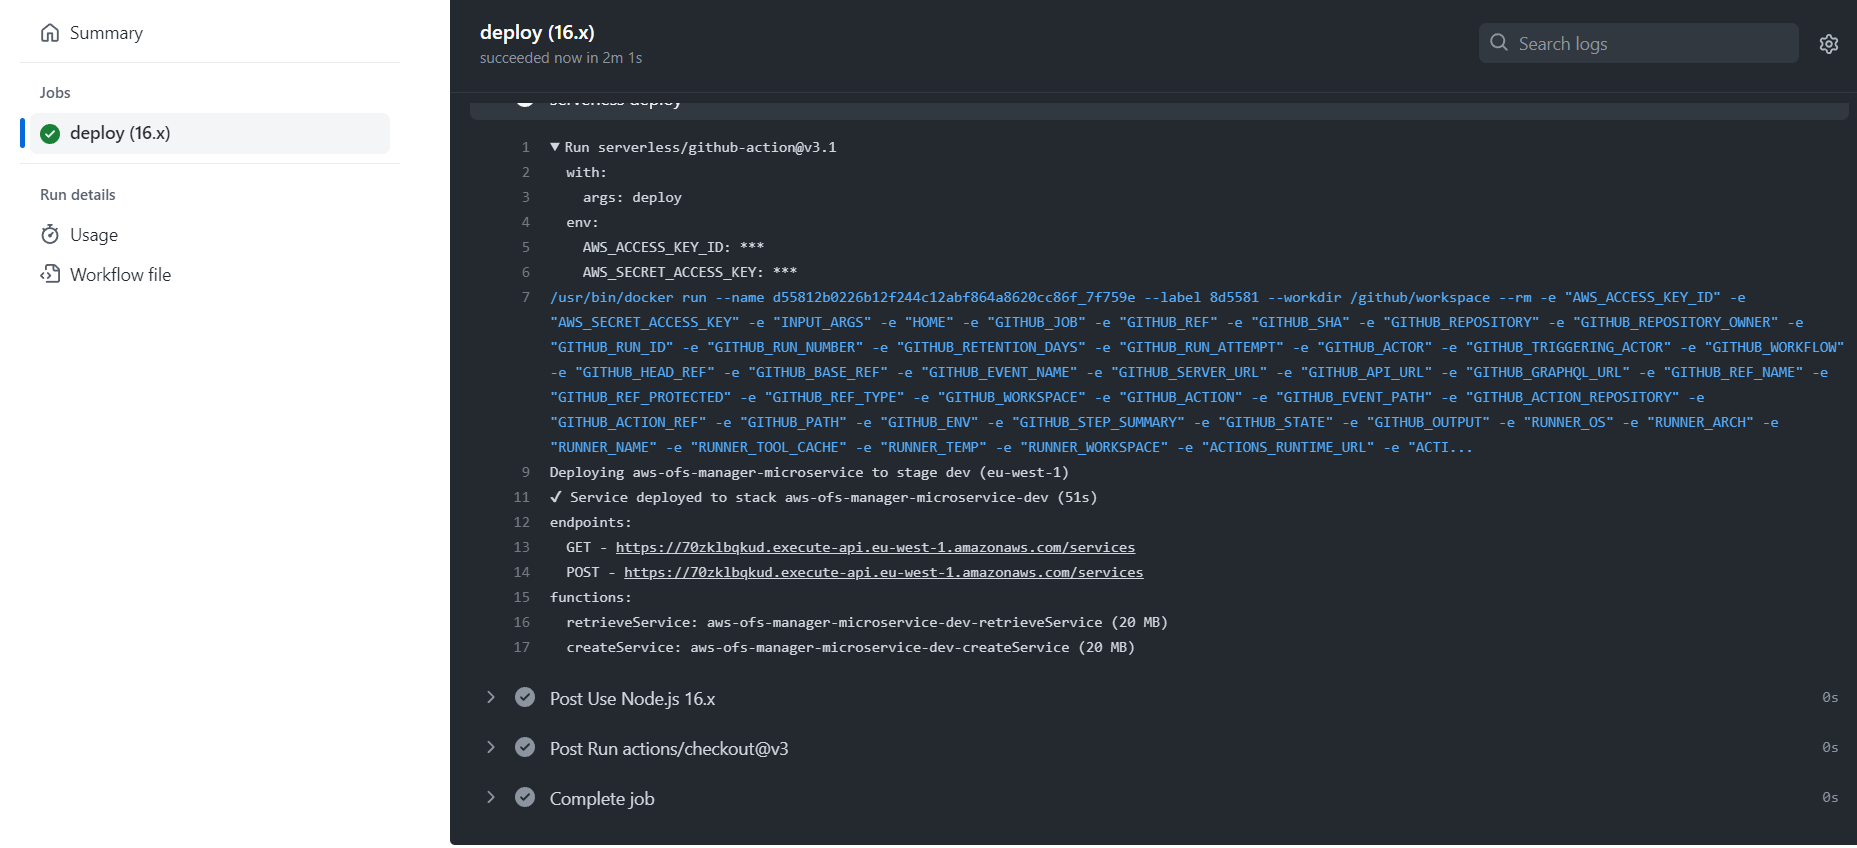 Summary
Jobs
deploy (16.x)
Run details
Usage
Workflow file
deploy (16.x)
succeeded now in 2m 1s
Search logs
serverless deploy
1 Run serverless/github-action@v3.1
2 with:
3 args: deploy
4 env:
5 AWS_ACCESS_KEY_ID: ***
6 AWS_SECRET_ACCESS_KEY: ***
7 /usr/bin/docker run --name d55812b0226b12f244c12abf864a8620cc86f_7f759e --label 8d5581 --workdir /github/workspace --rm -e "AWS_ACCESS_KEY_ID" -e
"AWS_SECRET_ACCESS_KEY" -e "INPUT_ARGS" -e "HOME" -e "GITHUB_JOB" -e "GITHUB_REF" -e "GITHUB_SHA" -e "GITHUB_REPOSITORY" -e "GITHUB_REPOSITORY_OWNER" -e
"GITHUB_RUN_ID" -e "GITHUB_RUN_NUMBER" -e "GITHUB_RETENTION_DAYS" -e "GITHUB_RUN_ATTEMPT" -e "GITHUB_ACTOR" -e "GITHUB_TRIGGERING_ACTOR" -e "GITHUB_WORKFLOW"
-e "GITHUB_HEAD_REF" -e "GITHUB_BASE_REF" -e "GITHUB_EVENT_NAME" -e "GITHUB_SERVER_URL" -e "GITHUB_API_URL" -e "GITHUB_GRAPHQL_URL" -e "GITHUB_REF_NAME" -e
"GITHUB_REF_PROTECTED" -e "GITHUB_REF_TYPE" -e "GITHUB_WORKSPACE" -e "GITHUB_ACTION" -e "GITHUB_EVENT_PATH" -e "GITHUB_ACTION_REPOSITORY" -e
"GITHUB_ACTION_REF" -e "GITHUB_PATH" -e "GITHUB_ENV" -e "GITHUB_STEP_SUMMARY" -e "GITHUB_STATE" -e "GITHUB_OUTPUT" -e "RUNNER_OS" -e "RUNNER_ARCH" -e
"RUNNER_NAME" -e "RUNNER_TOOL_CACHE" -e "RUNNER_TEMP" -e "RUNNER_WORKSPACE" -e "ACTIONS_RUNTIME_URL" -e "ACTI...
9 Deploying aws-ofs-manager-microservice to stage dev (eu-west-1)
11 ✓ Service deployed to stack aws-ofs-manager-microservice-dev (51s)
12 endpoints:
13 GET - https://70zklbqkud.execute-api.eu-west-1.amazonaws.com/services
14 POST - https://70zklbqkud.execute-api.eu-west-1.amazonaws.com/services
15 functions:
16 retrieveService: aws-ofs-manager-microservice-dev-retrieveService (20 MB)
17 createService: aws-ofs-manager-microservice-dev-createService (20 MB)
Post Use Node.js 16.x 0s
Post Run actions/checkout@v3 0s
Complete job 0s